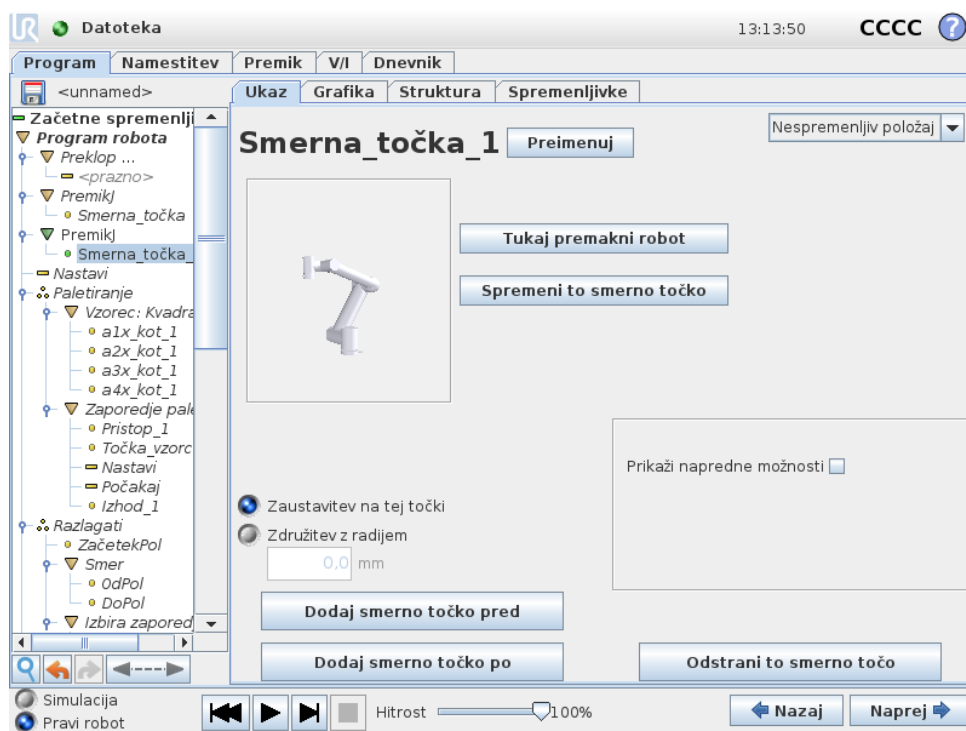 UR Datoteka 13:13:50 CCCC ?
Program Namestitev Premik V/I Dnevnik
<unnamed>
Ukaz Grafika Struktura Spremenljivke
Začetne spremenlji
Program robota
Preklop ...
<prazno>
PremikJ
Smerna_točka
PremikJ
Smerna_točka_
Nastavi
Paletiranje
Vzorec: Kvadra
a1x_kot_1
a2x_kot_1
a3x_kot_1
a4x_kot_1
Zaporedje pale
Pristop_1
Točka_vzorc
Nastavi
Počakaj
Izhod_1
Razlagati
ZačetekPol
Smer
OdPol
DoPol
Izbira zapored
Smerna_točka_1
Preimenuj
Nespremenljiv položaj
Tukaj premakni robot
Spremeni to smerno točko
Prikaži napredne možnosti
Zaustavitev na tej točki
Združitev z radijem
0,0 mm
Dodaj smerno točko pred
Dodaj smerno točko po
Odstrani to smerno točo
Simulacija
Pravi robot
Hitrost 100%
Nazaj Naprej